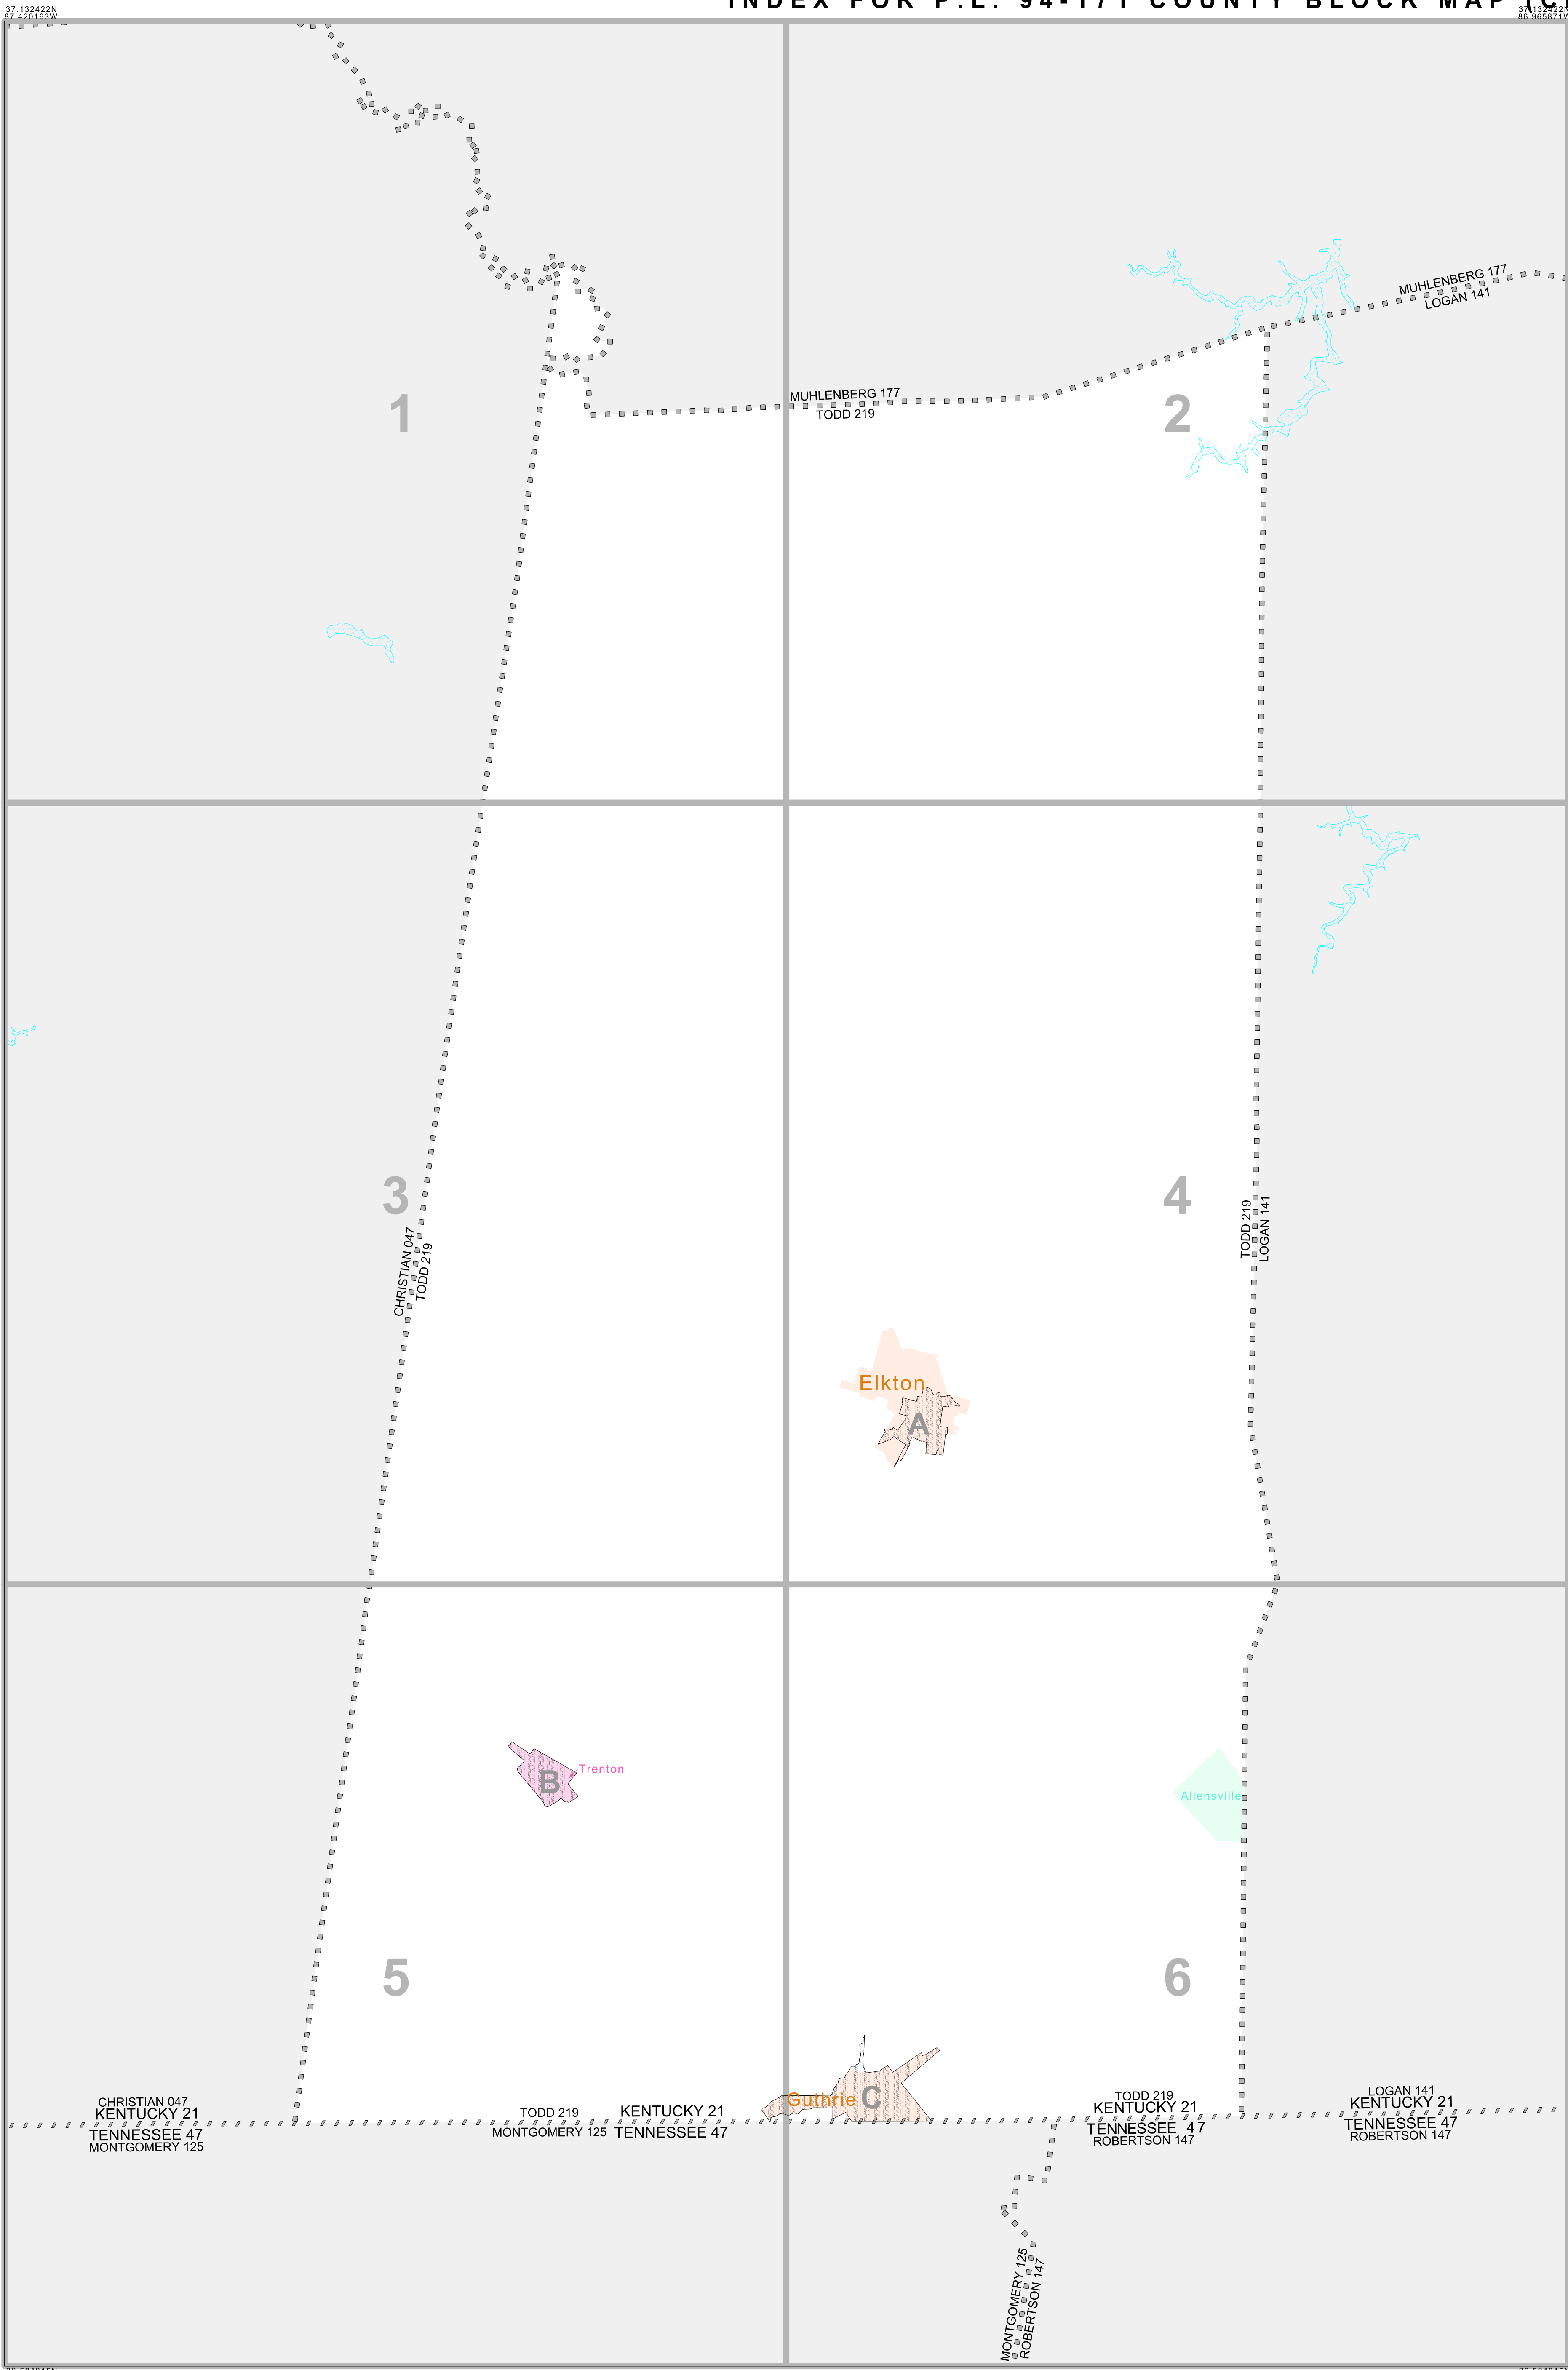 INDEX FOR P.L. 94-171 COUNTY BLOCK MAP
37.132422N
87.420163W
37.132422N
86.965871W
MUHLENBERG 177
LOGAN 141
1
MUHLENBERG 177
TODD 219
2
3
CHRISTIAN 047
TODD 219
4
TODD 219
LOGAN 141
Elkton
A
B
Trenton
Allensville
5
6
Guthrie
C
CHRISTIAN 047
KENTUCKY 21
TENNESSEE 47
MONTGOMERY 125
TODD 219
KENTUCKY 21
MONTGOMERY 125
TENNESSEE 47
TODD 219
KENTUCKY 21
TENNESSEE 47
ROBERTSON 147
LOGAN 141
KENTUCKY 21
TENNESSEE 47
ROBERTSON 147
MONTGOMERY 125
ROBERTSON 147